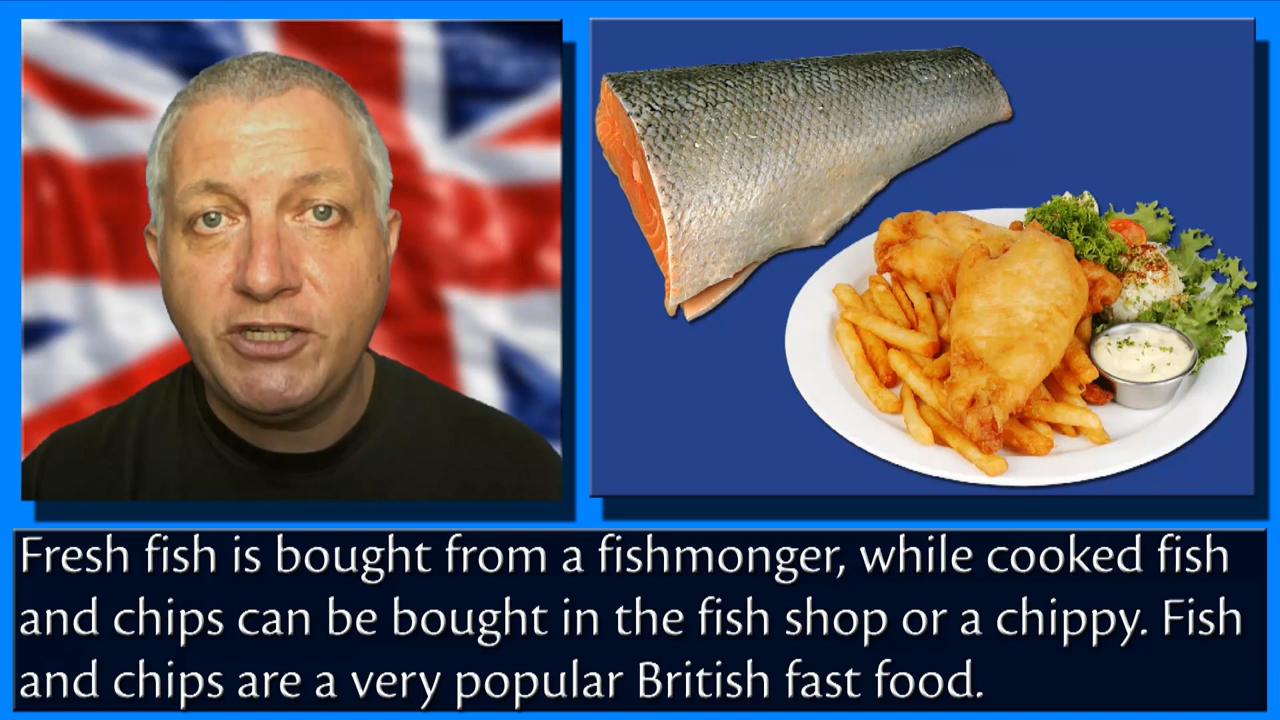 Fresh fish is bought from a fishmonger, while cooked fish
and chips can be bought in the fish shop or a chippy. Fish
and chips are a very popular British fast food.